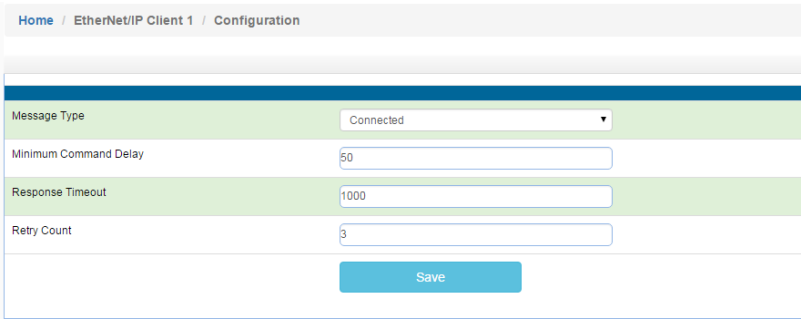 Home / EtherNet/IP Client 1 / Configuration
Message Type Connected
Minimum Command Delay 50
Response Timeout 1000
Retry Count 3
Save